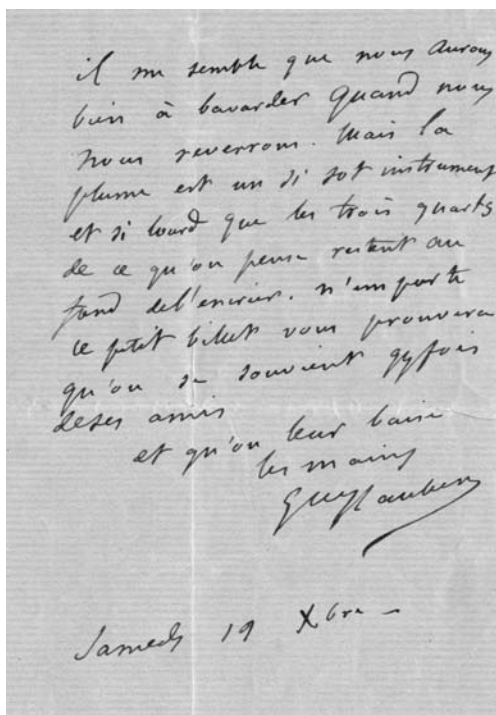 il me semble que nous aurons
bien à bavarder quand nous
nous reverrons. Mais la
plume est un si sot instrument
et si lourd que les trois quarts
de ce qu'on pense restent au
fond de l'encrier. n'importe
ce petit billet vous prouvera
qu'on se souvient qqfois
de ses amis
et qu'on leur baise
les mains
GveFlaubert
Samedi 19 Xbre